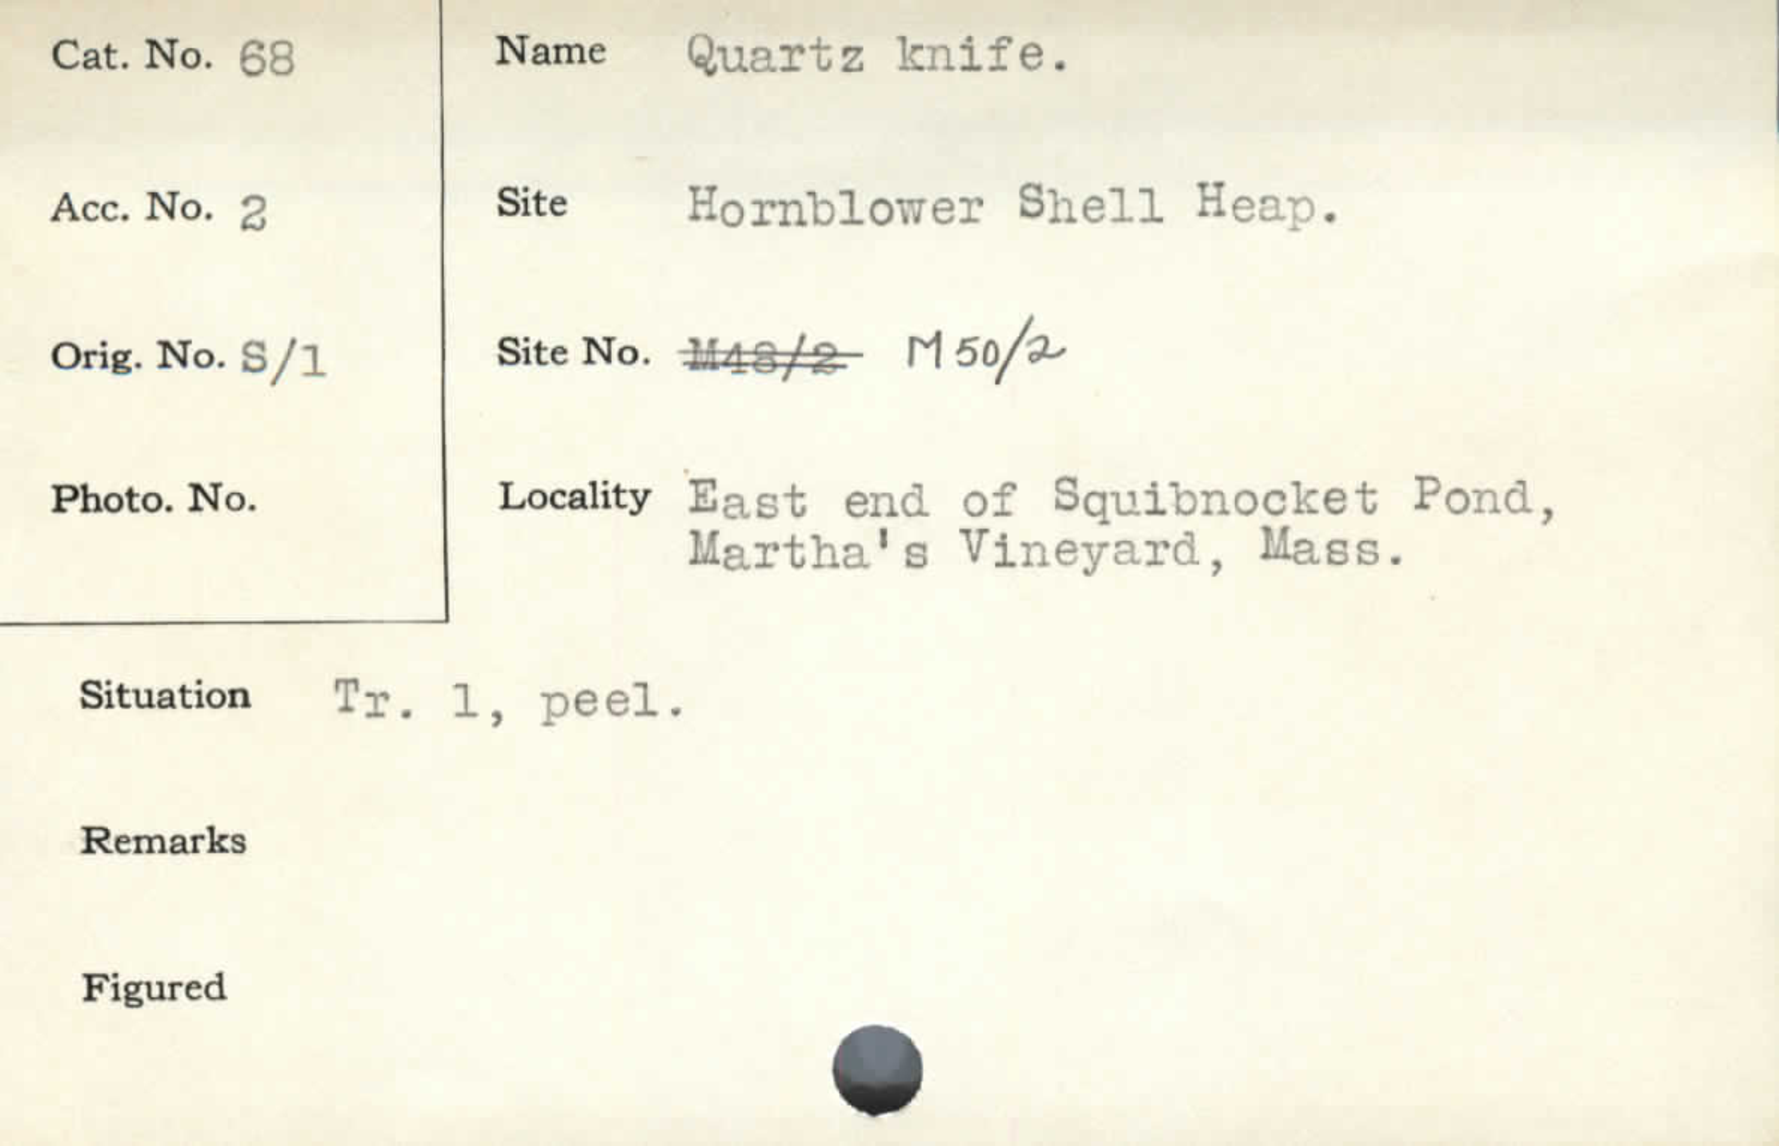 Cat. No. 68
Name Quartz knife.
Acc. No. 2
Site Hornblower Shell Heap.
Orig. No. S/1
Site No. M48/2 M50/2
Photo. No.
Locality East end of Squibnocket Pond,
Martha's Vineyard, Mass.
Situation Tr. 1, peel.
Remarks
Figured